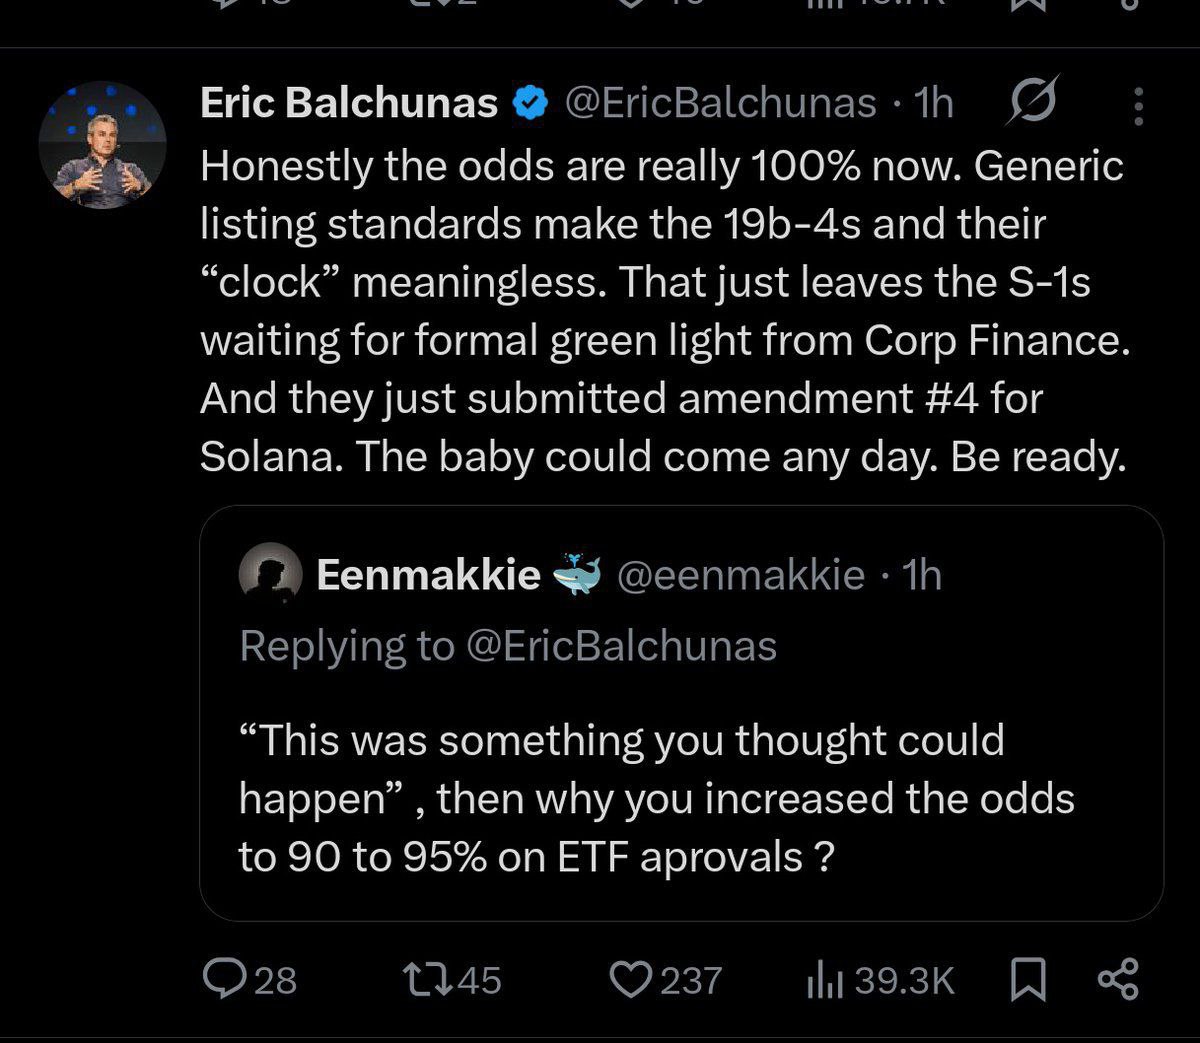 Eric Balchunas @EricBalchunas · 1h
Honestly the odds are really 100% now. Generic
listing standards make the 19b-4s and their
“clock” meaningless. That just leaves the S-1s
waiting for formal green light from Corp Finance.
And they just submitted amendment #4 for
Solana. The baby could come any day. Be ready.
Eenmakkie 🐳 @eenmakkie · 1h
Replying to @EricBalchunas
“This was something you thought could
happen” , then why you increased the odds
to 90 to 95% on ETF aprovals ?
28 45 237 39.3K